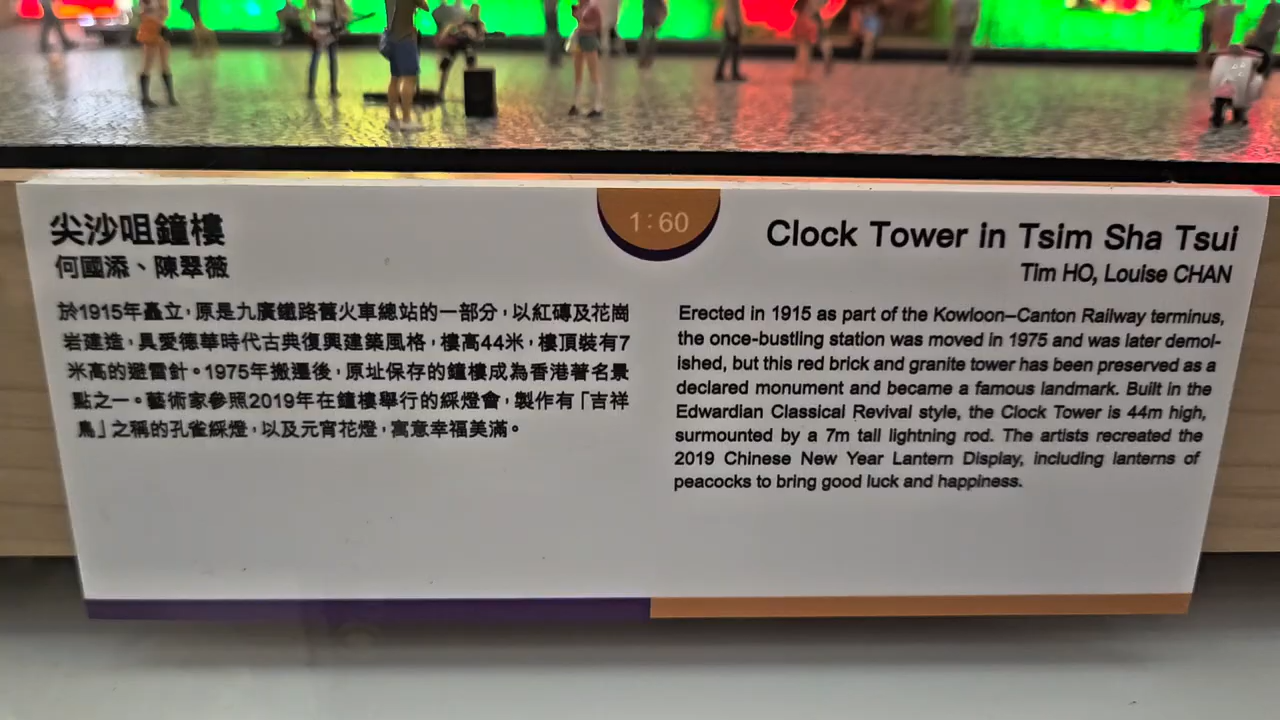 尖沙咀鐘樓
何國添、陳翠薇
於1915年矗立，原是九廣鐵路舊火車總站的一部分，以紅磚及花崗
岩建造，具愛德華時代古典復興建築風格，樓高44米，樓頂裝有7
米高的避雷針。1975年搬遷後，原址保存的鐘樓成為香港著名景
點之一。藝術家參照2019年在鐘樓舉行的綵燈會，製作有「吉祥
鳥」之稱的孔雀綵燈，以及元宵花燈，寓意幸福美滿。
1:60
Clock Tower in Tsim Sha Tsui
Tim HO, Louise CHAN
Erected in 1915 as part of the Kowloon–Canton Railway terminus,
the once-bustling station was moved in 1975 and was later demol-
ished, but this red brick and granite tower has been preserved as a
declared monument and became a famous landmark. Built in the
Edwardian Classical Revival style, the Clock Tower is 44m high,
surmounted by a 7m tall lightning rod. The artists recreated the
2019 Chinese New Year Lantern Display, including lanterns of
peacocks to bring good luck and happiness.